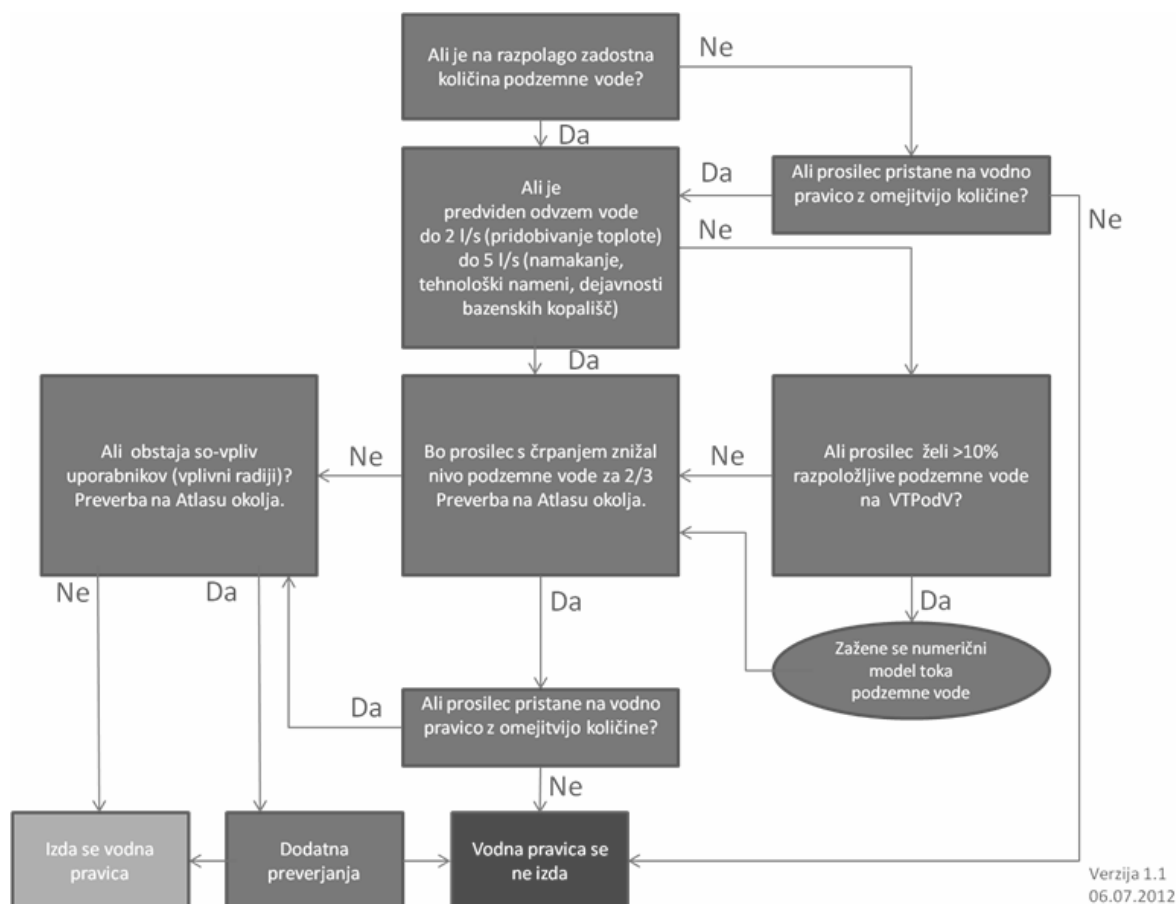 Ali je na razpolago zadostna
količina podzemne vode?
Ne
Da
Ali prosilec pristane na vodno
pravico z omejitvijo količine?
Da
Ne
Ali je
predviden odvzem vode
do 2 l/s (pridobivanje toplote)
do 5 l/s (namakanje,
tehnološki nameni, dejavnosti
bazenskih kopališč)
Ne
Da
Ali obstaja so-vpliv
uporabnikov (vplivni radiji)?
Preverba na Atlasu okolja.
Ne
Bo prosilec s črpanjem znižal
nivo podzemne vode za 2/3
Preverba na Atlasu okolja.
Ne
Ali prosilec želi >10%
razpoložljive podzemne vode
na VTPodV?
Ne
Da
Da
Da
Zažene se numerični
model toka
podzemne vode
Da
Ali prosilec pristane na vodno
pravico z omejitvijo količine?
Ne
Izda se vodna
pravica
Dodatna
preverjanja
Vodna pravica se
ne izda
Verzija 1.1
06.07.2012